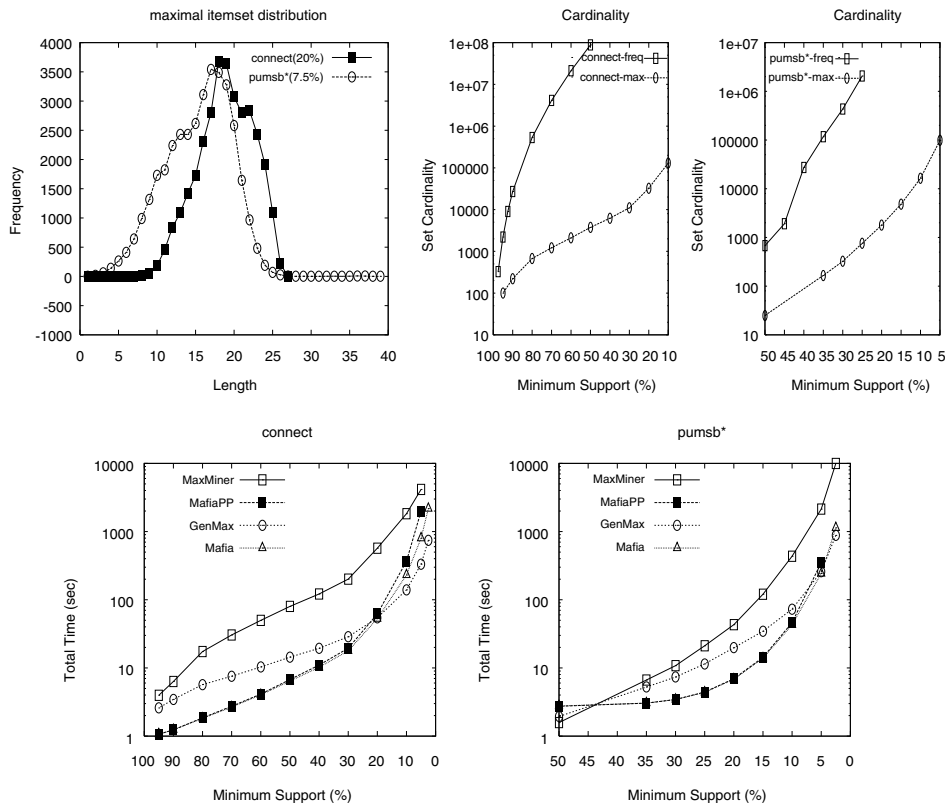 maximal itemset distribution
4000
3500
3000
2500
2000
1500
1000
500
0
-500
-1000
Frequency
connect(20%)
pumsb*(7.5%)
0 5 10 15 20 25 30 35 40
Length
Cardinality
1e+08
1e+07
1e+06
100000
10000
1000
100
10
Set Cardinality
connect-freq
connect-max
100 90 80 70 60 50 40 30 20 10
Minimum Support (%)
Cardinality
1e+07
1e+06
100000
10000
1000
100
10
Set Cardinality
pumsb*-freq
pumsb*-max
50 45 40 35 30 25 20 15 10 5
Minimum Support (%)
connect
10000
1000
100
10
1
Total Time (sec)
MaxMiner
MafiaPP
GenMax
Mafia
100 90 80 70 60 50 40 30 20 10 0
Minimum Support (%)
pumsb*
10000
1000
100
10
1
Total Time (sec)
MaxMiner
MafiaPP
GenMax
Mafia
50 45 40 35 30 25 20 15 10 5 0
Minimum Support (%)